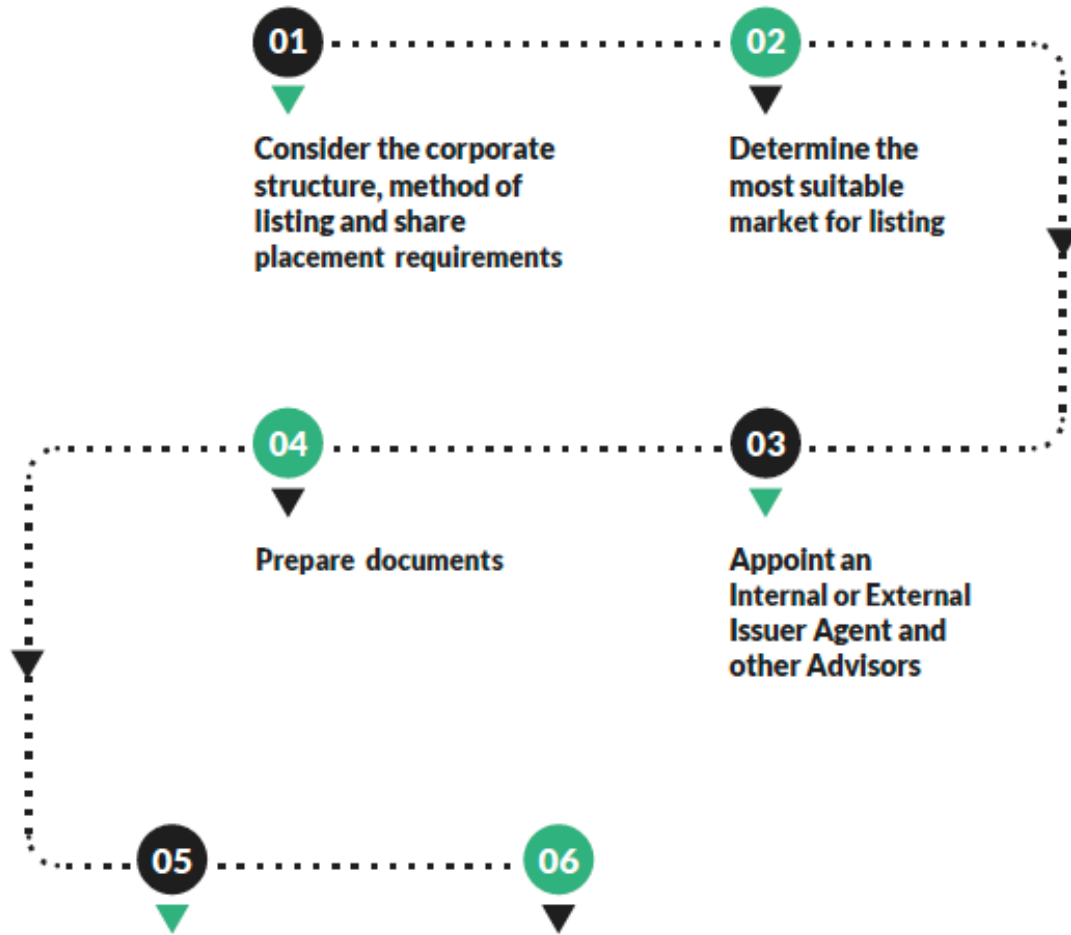 01
Consider the corporate
structure, method of
listing and share
placement requirements
02
Determine the
most suitable
market for listing
03
Appoint an
Internal or External
Issuer Agent and
other Advisors
04
Prepare documents
05
06